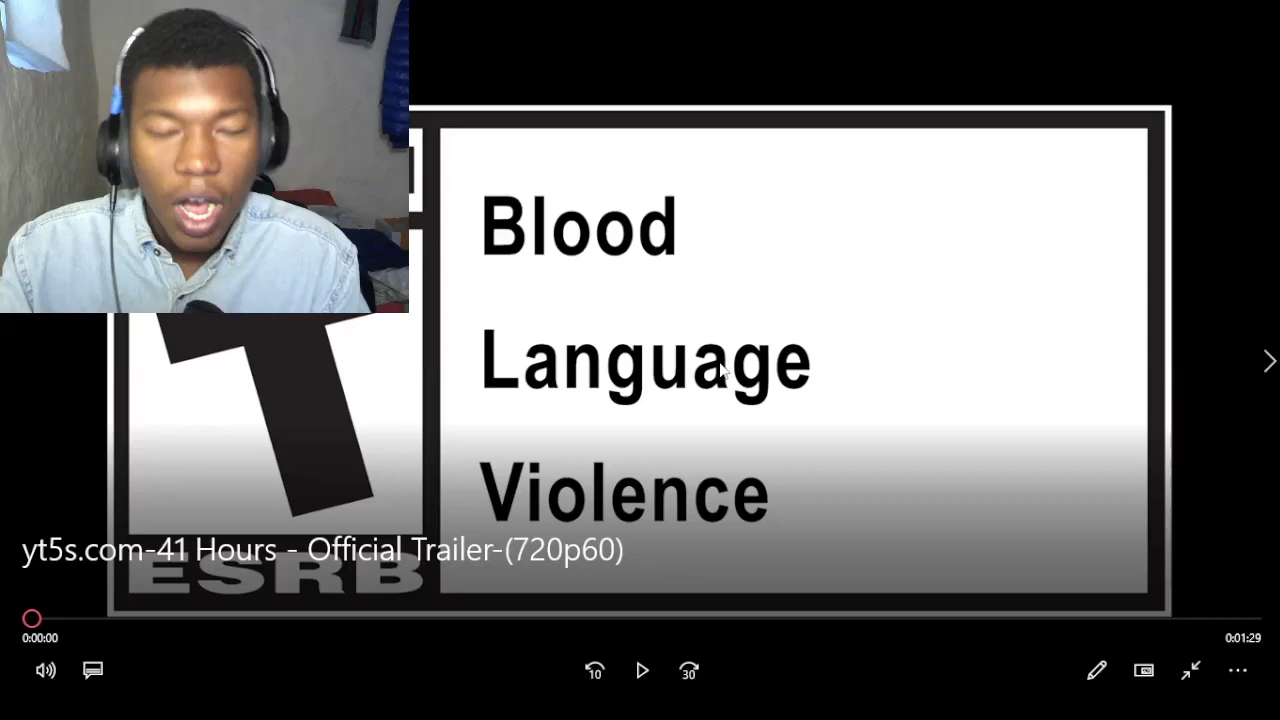 Blood
Language
Violence
T
yt5s.com-41 Hours - Official Trailer-(720p60)
ESRB
0:00:00
0:01:29
10
30